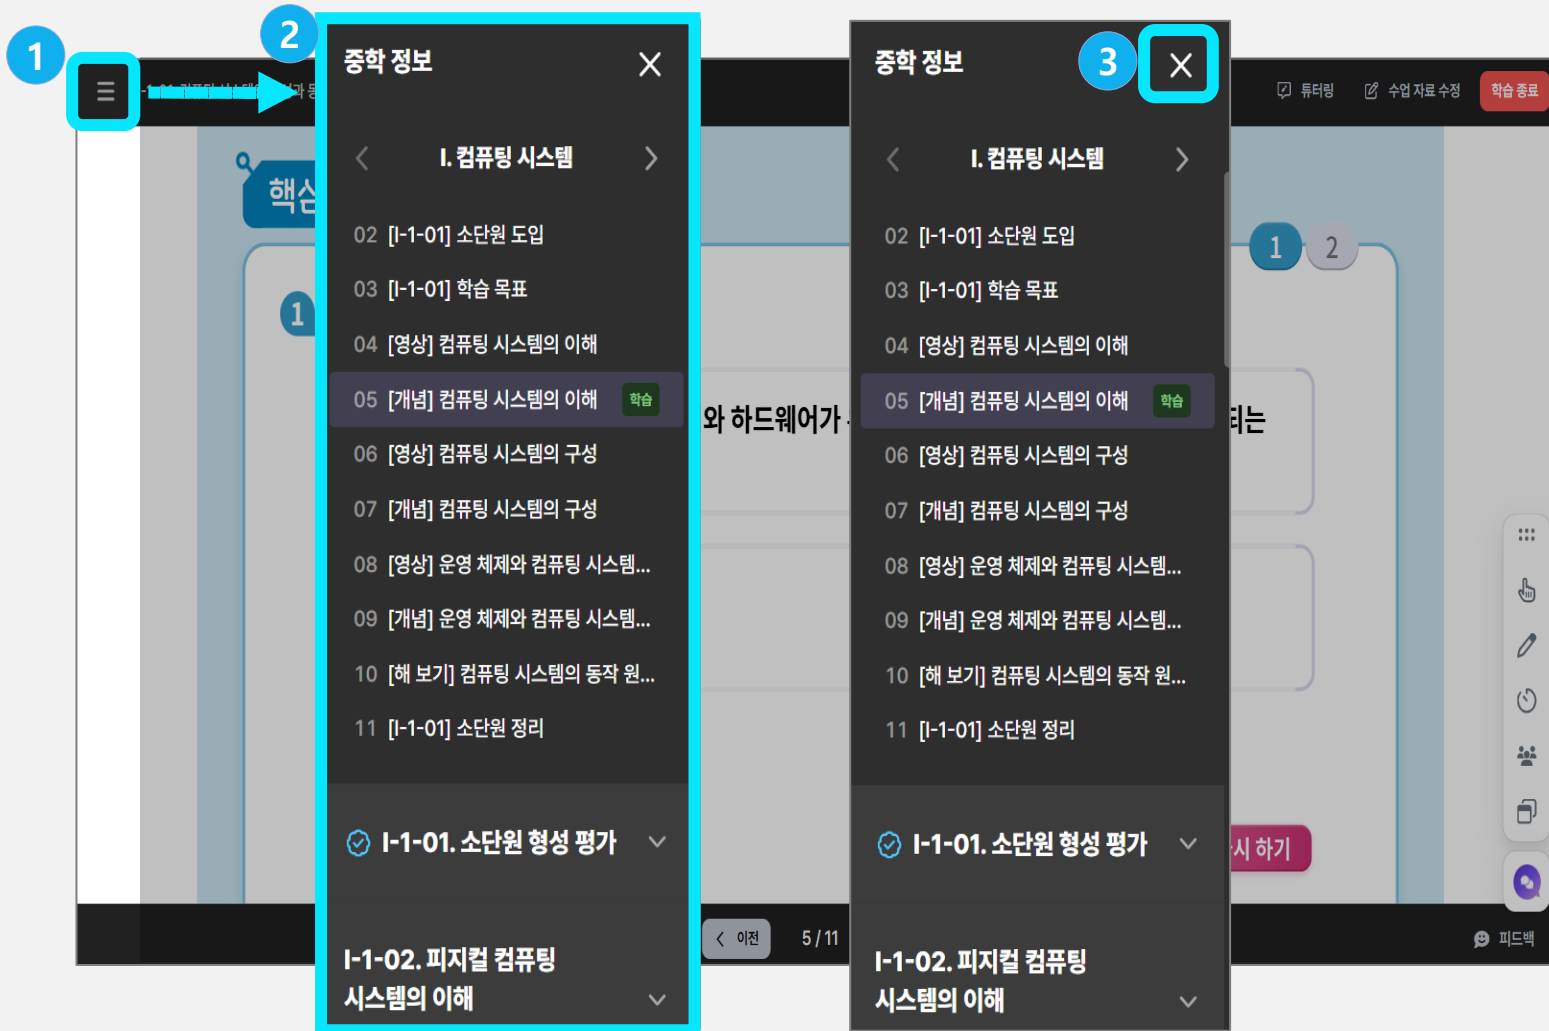 1
2
3
중학 정보
I. 컴퓨팅 시스템
02 [I-1-01] 소단원 도입
03 [I-1-01] 학습 목표
04 [영상] 컴퓨팅 시스템의 이해
05 [개념] 컴퓨팅 시스템의 이해 학습
06 [영상] 컴퓨팅 시스템의 구성
07 [개념] 컴퓨팅 시스템의 구성
08 [영상] 운영 체제와 컴퓨팅 시스템...
09 [개념] 운영 체제와 컴퓨팅 시스템...
10 [해 보기] 컴퓨팅 시스템의 동작 원...
11 [I-1-01] 소단원 정리
I-1-01. 소단원 형성 평가
I-1-02. 피지컬 컴퓨팅
시스템의 이해
중학 정보
I. 컴퓨팅 시스템
02 [I-1-01] 소단원 도입
03 [I-1-01] 학습 목표
04 [영상] 컴퓨팅 시스템의 이해
05 [개념] 컴퓨팅 시스템의 이해 학습
06 [영상] 컴퓨팅 시스템의 구성
07 [개념] 컴퓨팅 시스템의 구성
08 [영상] 운영 체제와 컴퓨팅 시스템...
09 [개념] 운영 체제와 컴퓨팅 시스템...
10 [해 보기] 컴퓨팅 시스템의 동작 원...
11 [I-1-01] 소단원 정리
I-1-01. 소단원 형성 평가
I-1-02. 피지컬 컴퓨팅
시스템의 이해
튜터링 수업 자료 수정 학습 종료
1 2
1
와 하드웨어가
되는
하기
이전 5 / 11
피드백